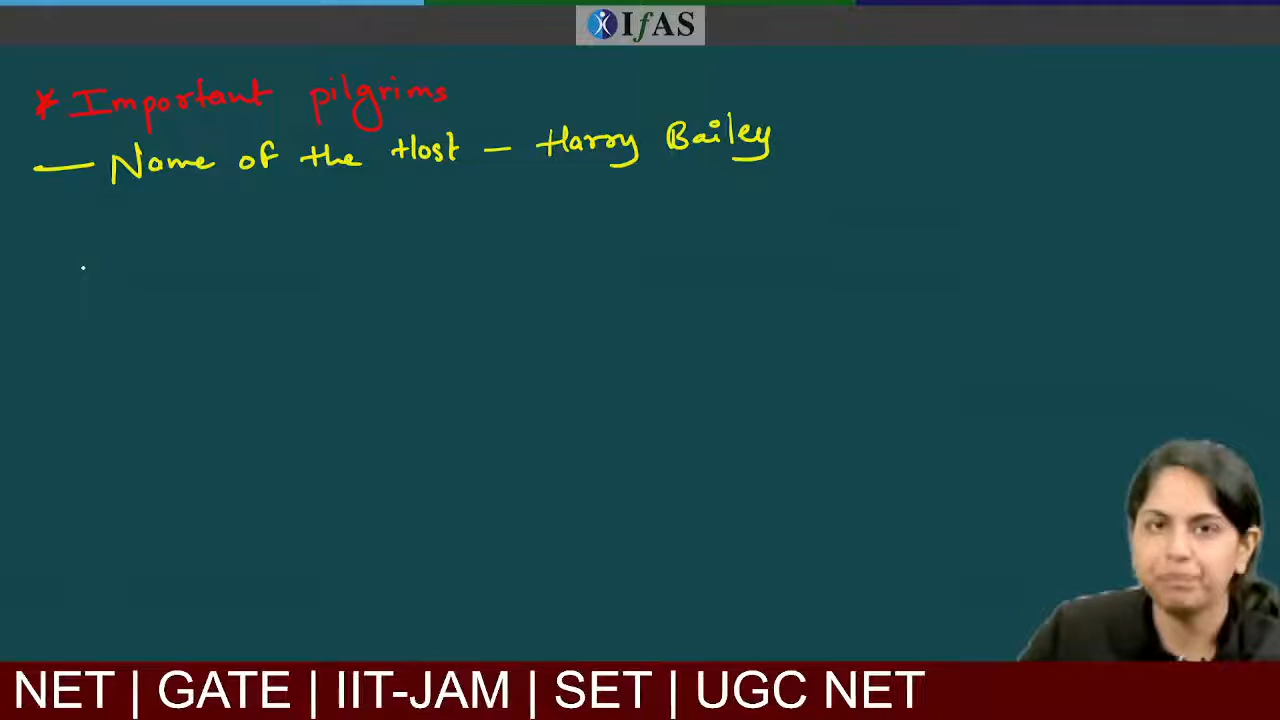 IfAS
* Important pilgrims
— Name of the Host — Harry Bailey
NET | GATE | IIT-JAM | SET | UGC NET